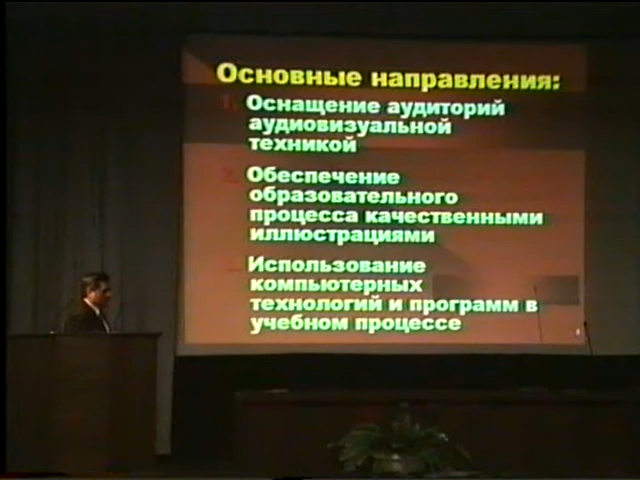 Основные направления:
1. Оснащение аудиторий
аудиовизуальной
техникой
2. Обеспечение
образовательного
процесса качественными
иллюстрациями
Использование
компьютерных
технологий и программ в
учебном процессе